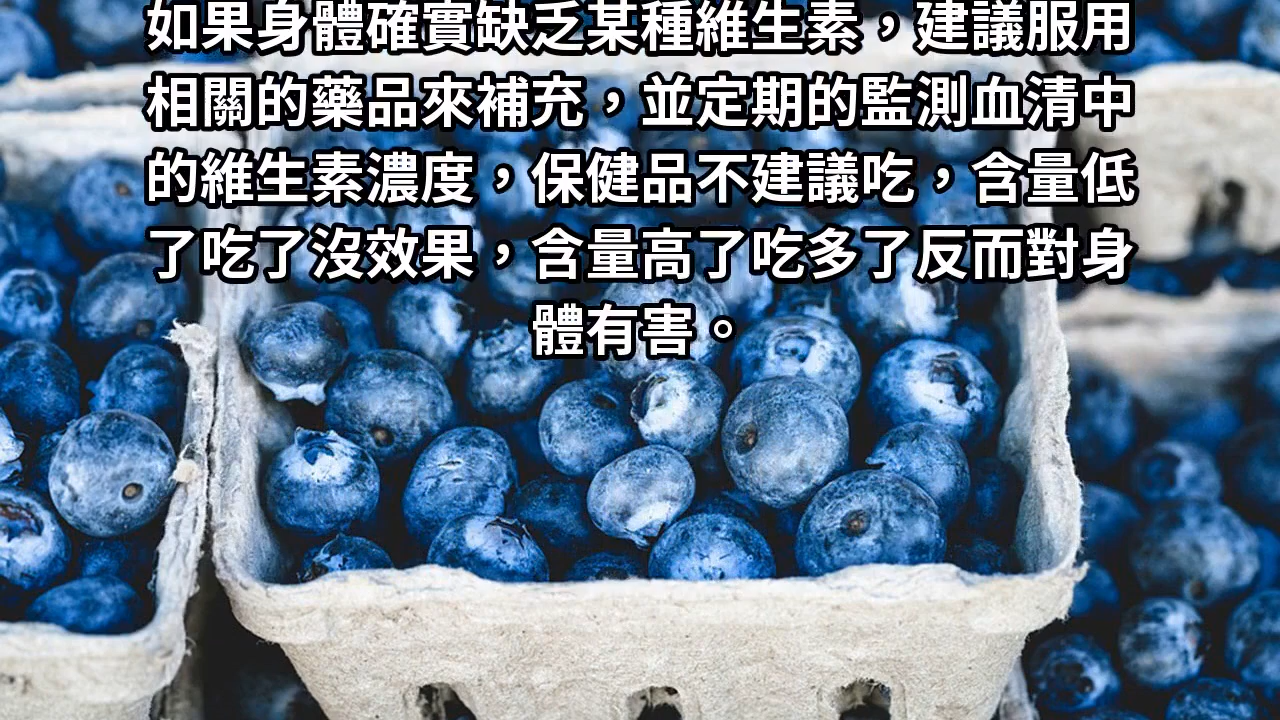 如果身體確實缺乏某種維生素，建議服用
相關的藥品來補充，並定期的監測血清中
的維生素濃度，保健品不建議吃，含量低
了吃了沒效果，含量高了吃多了反而對身
體有害。